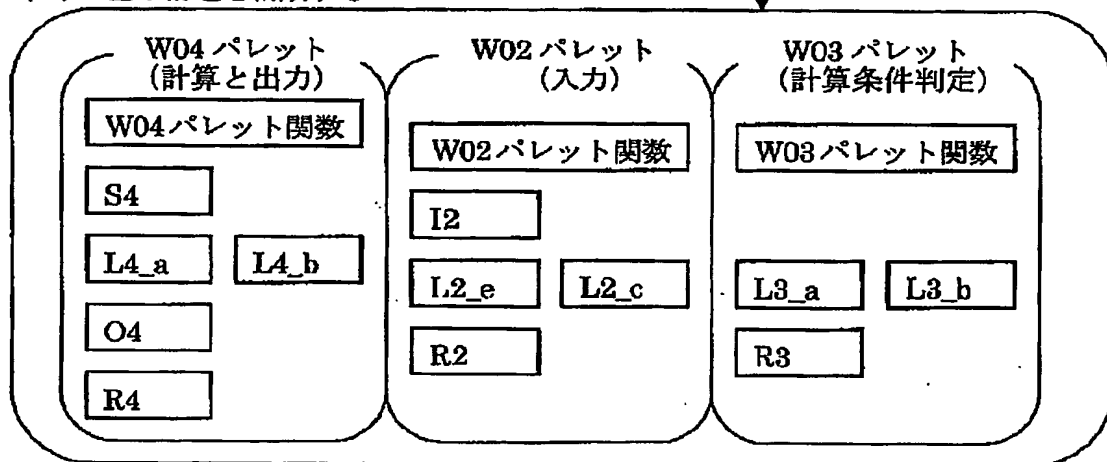 W04 パレット
(計算と出力)
W04パレット関数
S4
L4_a
L4_b
O4
R4
W02 パレット
(入力)
W02パレット関数
I2
L2_e
L2_c
R2
W03 パレット
(計算条件判定)
W03パレット関数
L3_a
L3_b
R3